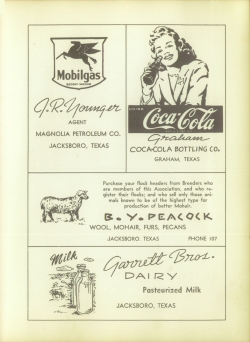 Mobilgas
J. R. Younger
AGENT
MAGNOLIA PETROLEUM CO.
JACKSBORO, TEXAS
DRINK
Coca-Cola
Graham
COCA-COLA BOTTLING CO.
GRAHAM, TEXAS
Purchase your flock headers from Breeders who
are members of this Association, and who re-
gister their flocks; and who sell only those ani-
mals known to be of the highest type for
production of better Mohair.
B. Y. PEACOCK
WOOL, MOHAIR, FURS, PECANS
JACKSBORO, TEXAS PHONE 157
Milk
Garrett Bros.
DAIRY
Pasteurized Milk
JACKSBORO, TEXAS